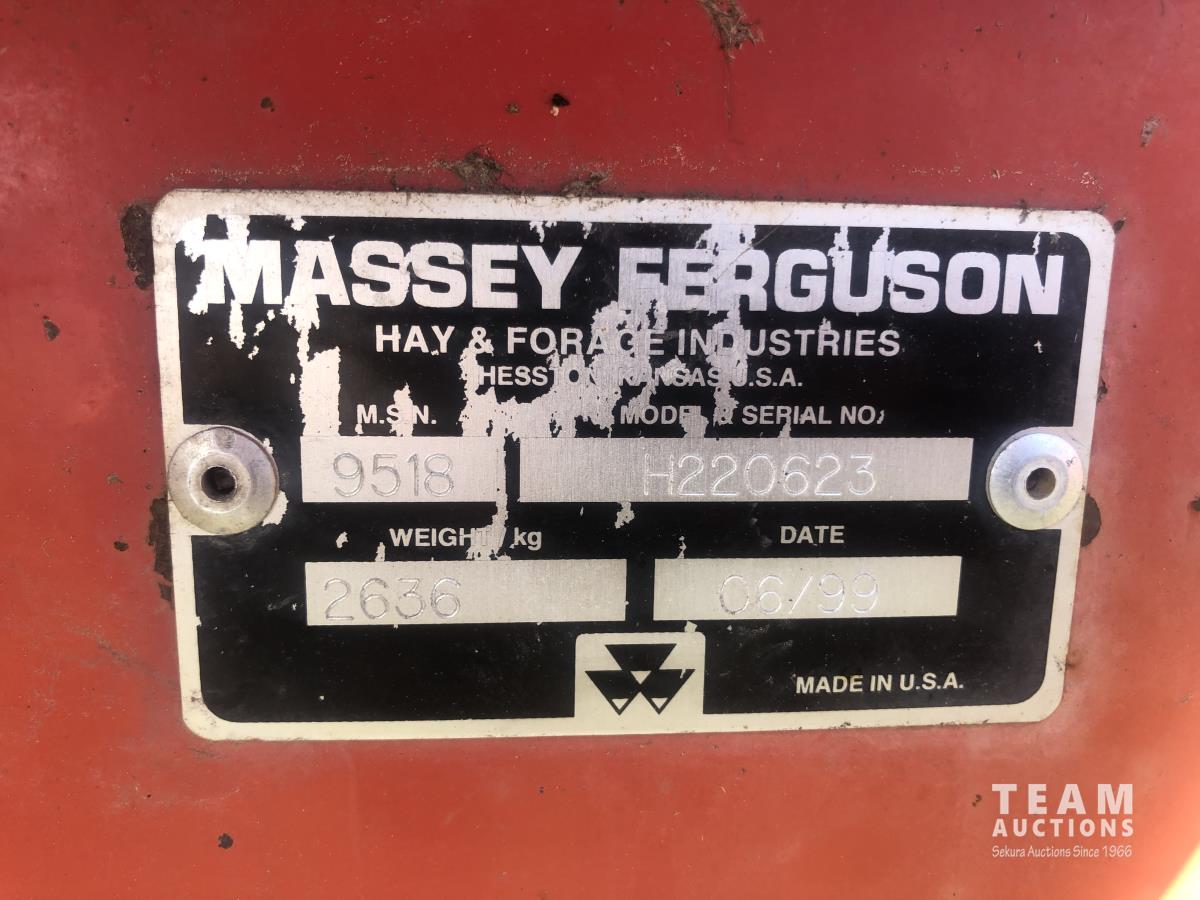 MASSEY FERGUSON
HAY & FORAGE INDUSTRIES
HESSTON, KANSAS U.S.A.
M.S.N. MODEL & SERIAL NO.
9518 H220623
WEIGHT/kg DATE
2636 06/99
MADE IN U.S.A.
TEAM
AUCTIONS
Sekura Auctions Since 1966